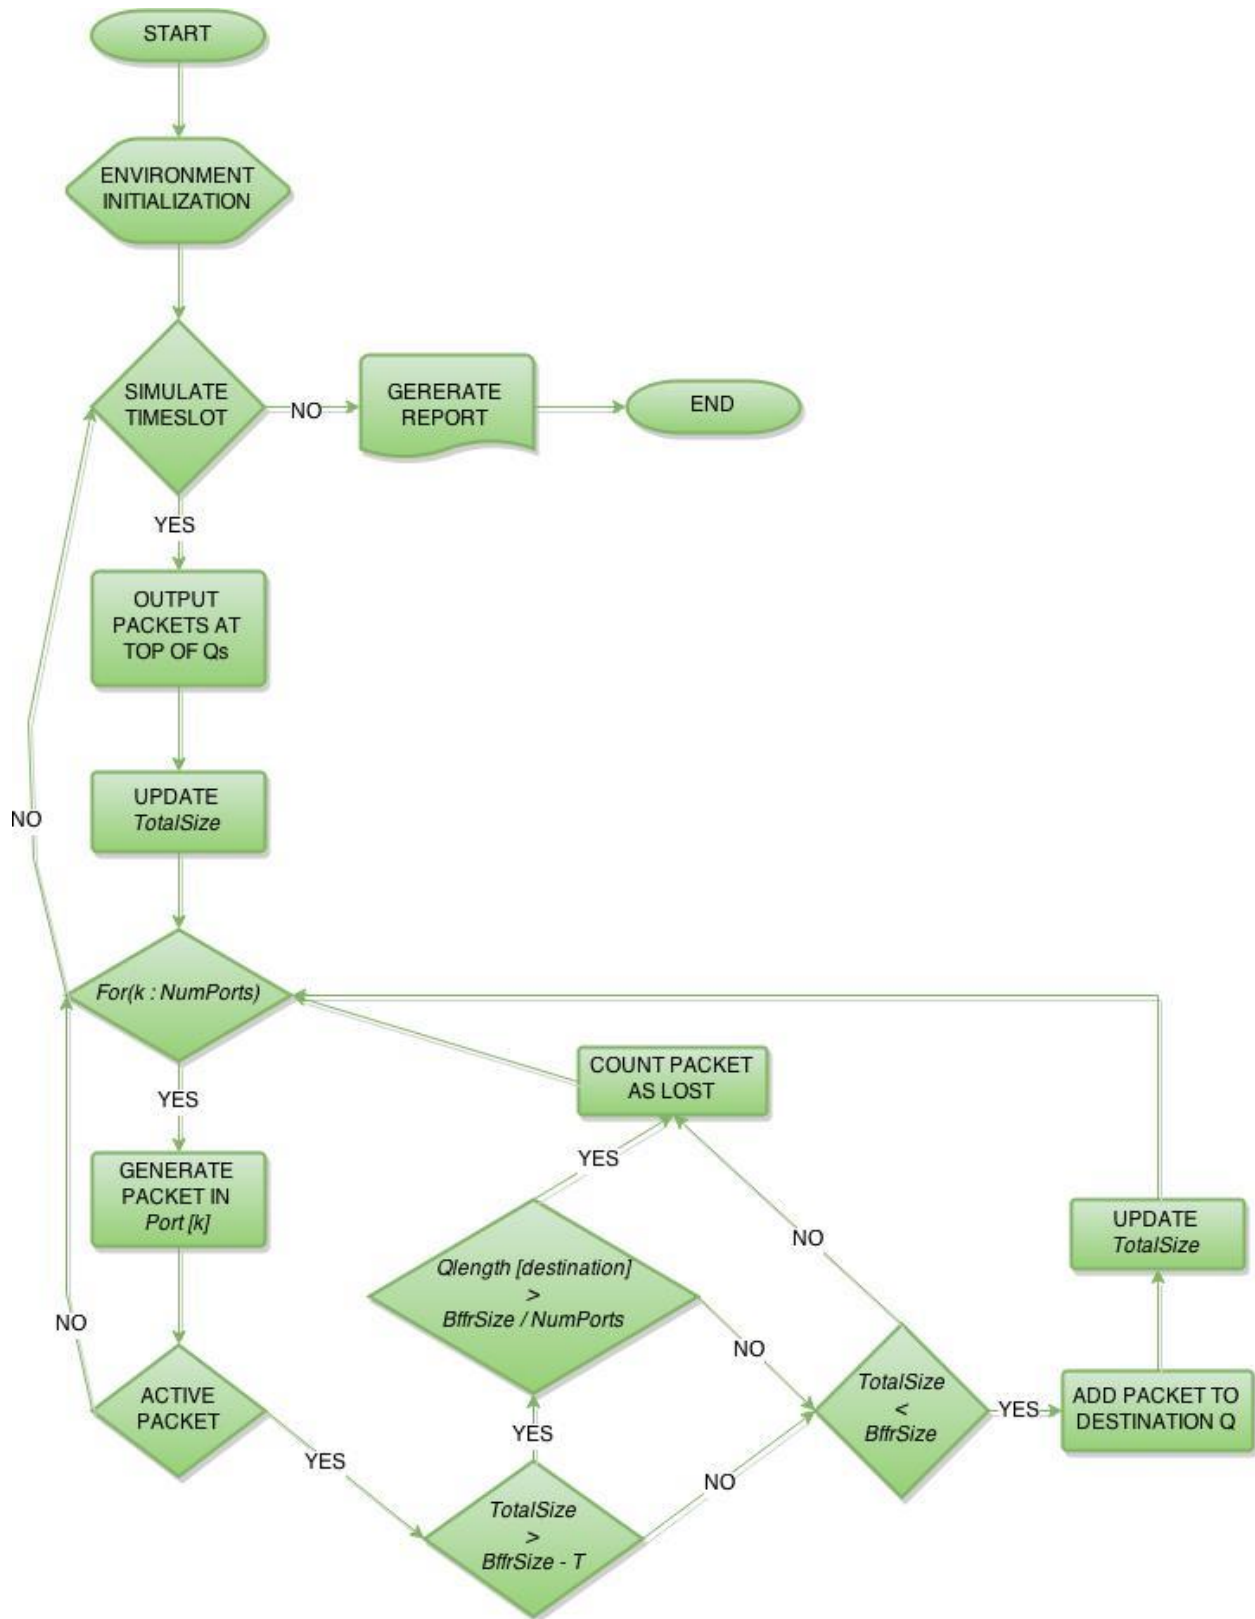 START
ENVIRONMENT
INITIALIZATION
SIMULATE
TIMESLOT
NO
GERERATE
REPORT
END
YES
OUTPUT
PACKETS AT
TOP OF Qs
UPDATE
TotalSize
NO
For(k : NumPorts)
YES
GENERATE
PACKET IN
Port [k]
NO
ACTIVE
PACKET
YES
TotalSize
>
BffrSize - T
YES
NO
Qlength [destination]
>
BffrSize / NumPorts
YES
NO
COUNT PACKET
AS LOST
NO
TotalSize
<
BffrSize
YES
ADD PACKET TO
DESTINATION Q
UPDATE
TotalSize